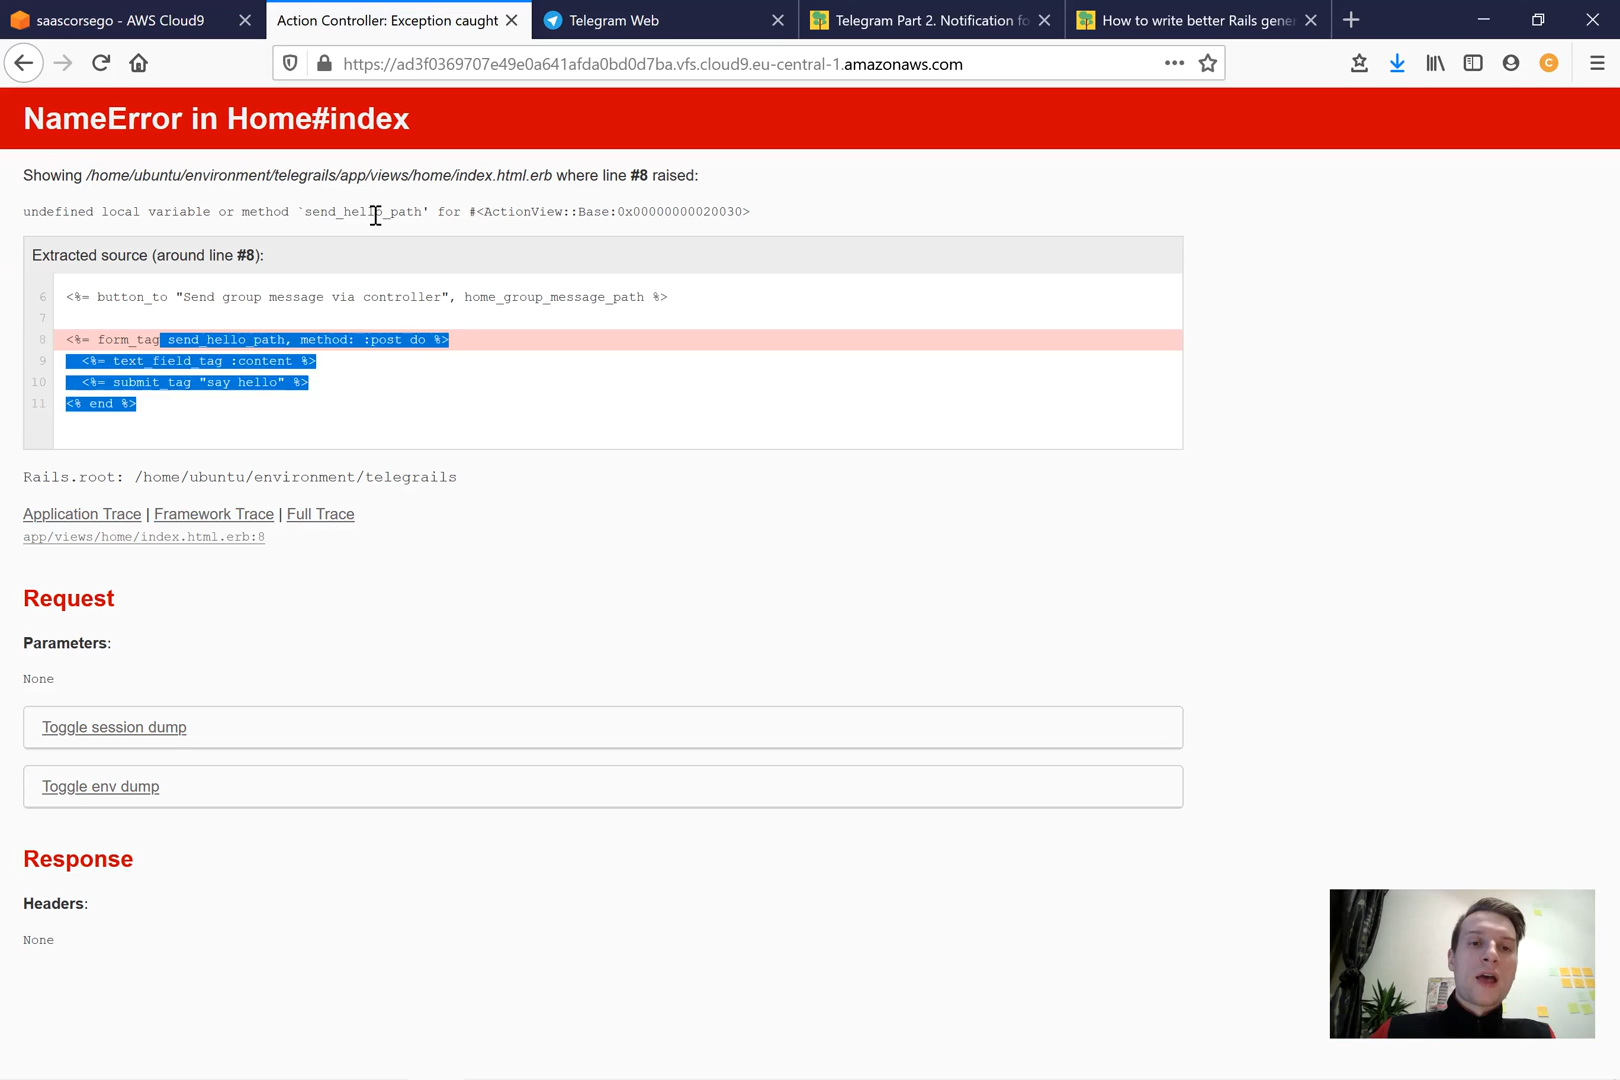 saascorsego - AWS Cloud9
Action Controller: Exception caught
Telegram Web
Telegram Part 2. Notification fo
How to write better Rails gene
https://ad3f0369707e49e0a641afda0bd0d7ba.vfs.cloud9.eu-central-1.amazonaws.com
C
NameError in Home#index
Showing /home/ubuntu/environment/telegrails/app/views/home/index.html.erb where line #8 raised:
undefined local variable or method `send_hello_path' for #<ActionView::Base:0x00000000020030>
Extracted source (around line #8):
6 <%= button_to "Send group message via controller", home_group_message_path %>
7
8 <%= form_tag send_hello_path, method: :post do %>
9 <%= text_field_tag :content %>
10 <%= submit_tag "say hello" %>
11 <% end %>
Rails.root: /home/ubuntu/environment/telegrails
Application Trace | Framework Trace | Full Trace
app/views/home/index.html.erb:8
Request
Parameters:
None
Toggle session dump
Toggle env dump
Response
Headers:
None